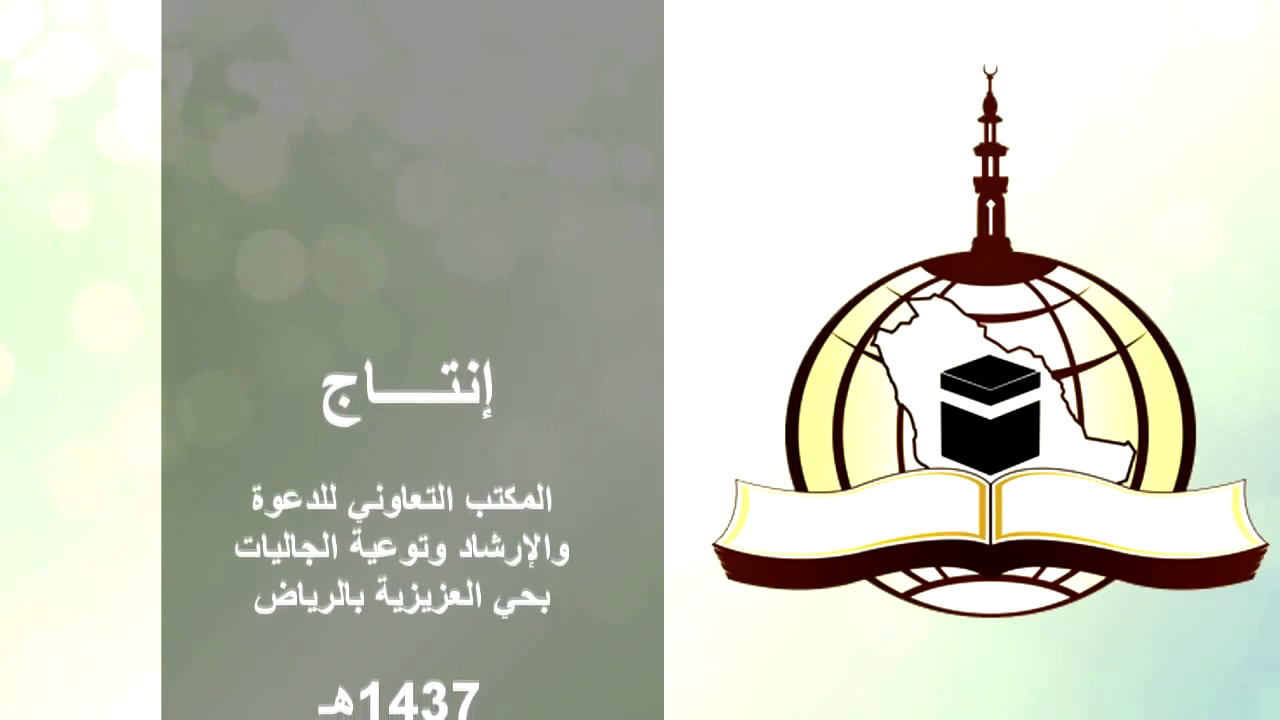 إنتـــــاج
المكتب التعاوني للدعوة
والإرشاد وتوعية الجاليات
بحي العزيزية بالرياض
1437هـ